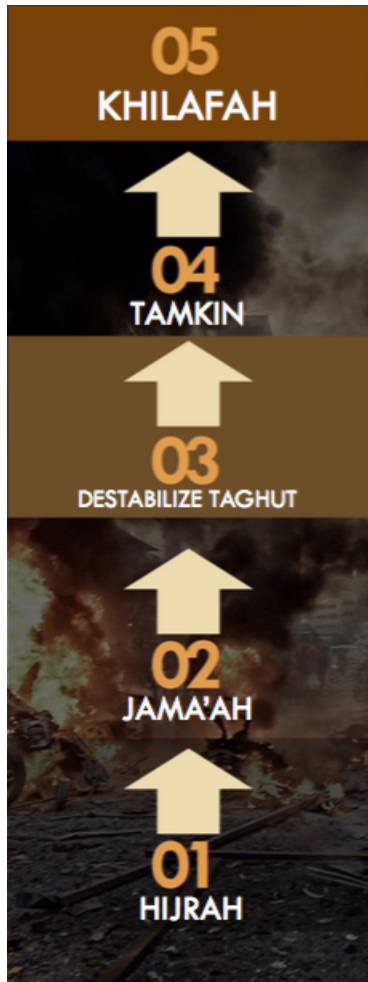 05
KHILAFAH
04
TAMKIN
03
DESTABILIZE TAGHUT
02
JAMA'AH
01
HIJRAH